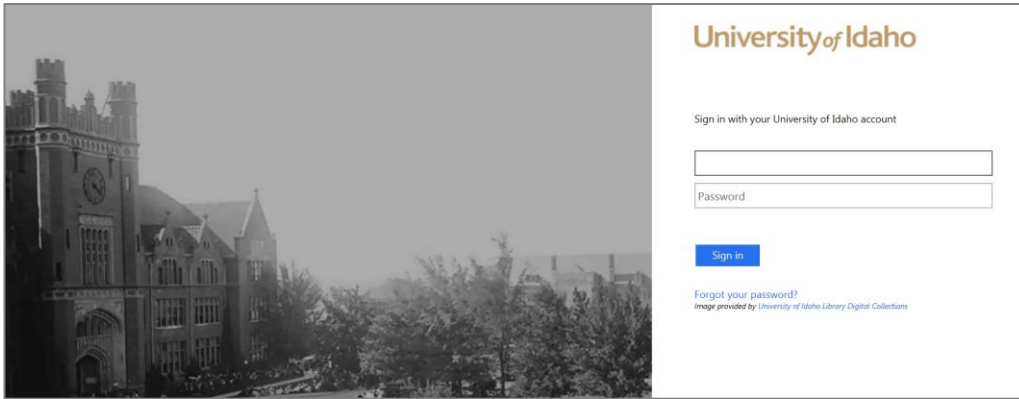 University of Idaho
Sign in with your University of Idaho account
Password
Sign in
Forgot your password?
Image provided by University of Idaho Library Digital Collections